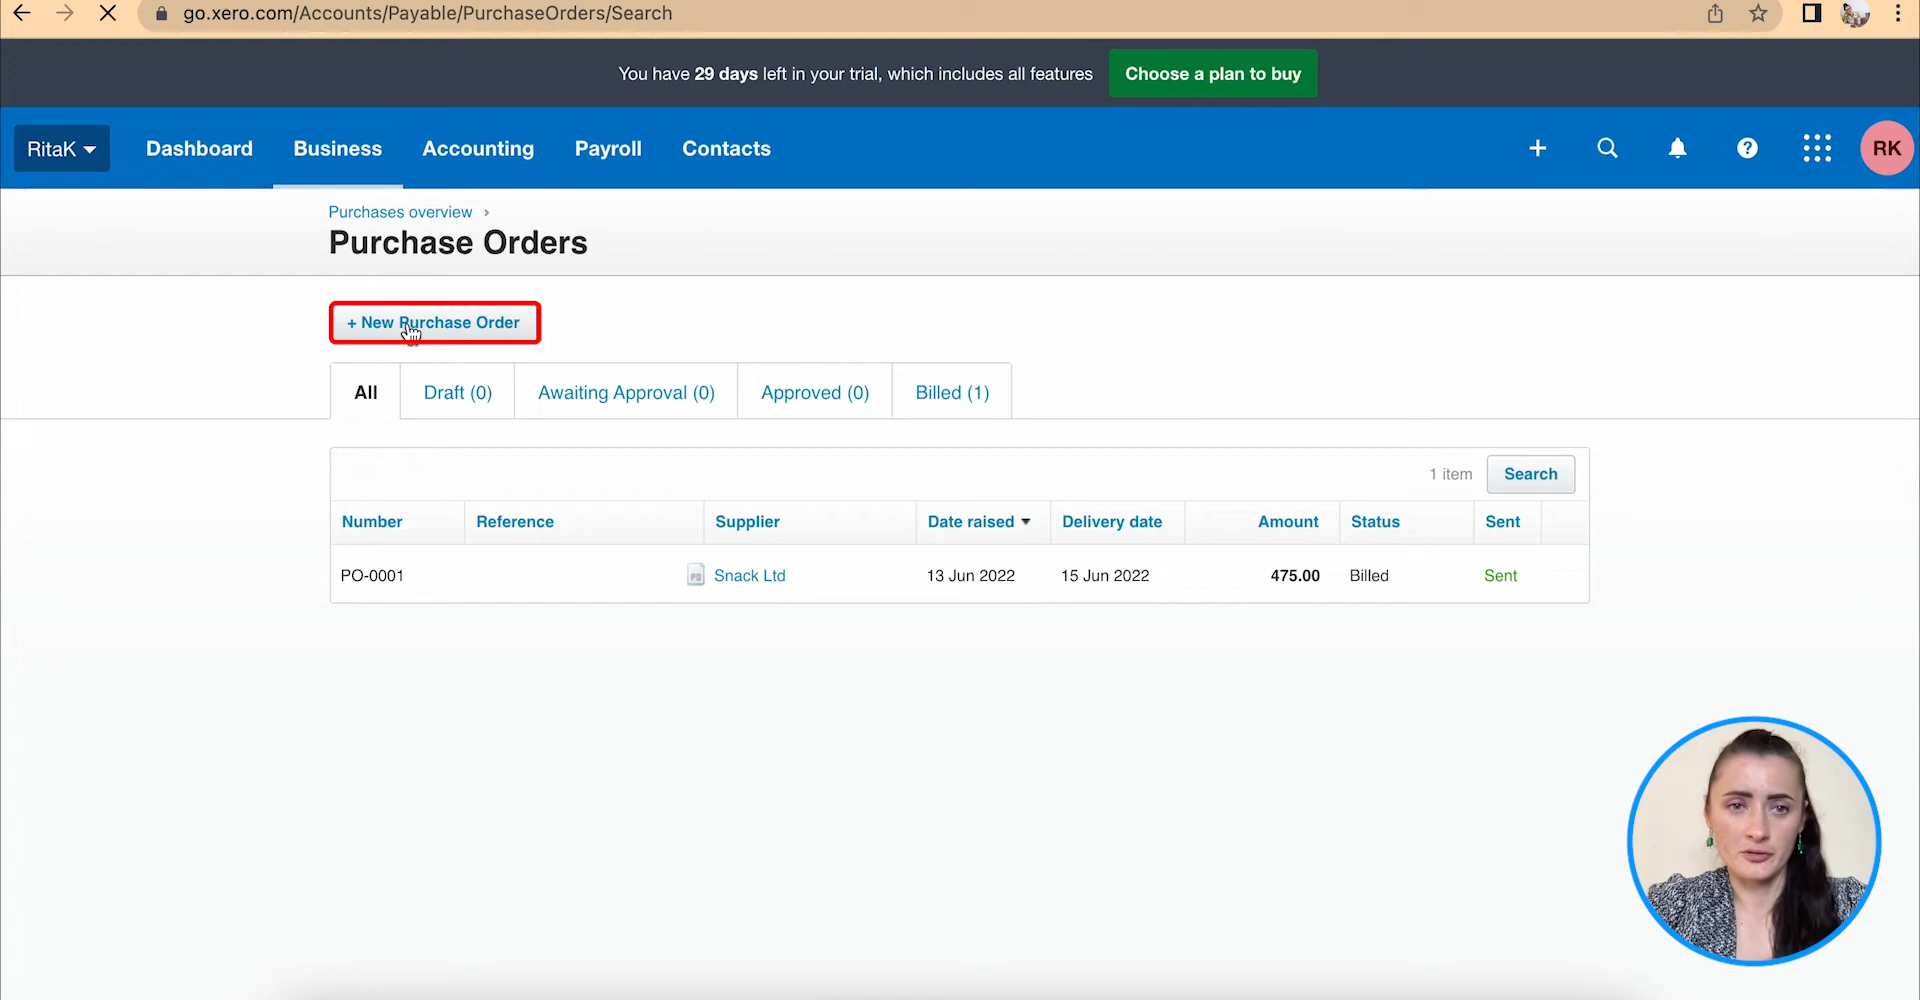 go.xero.com/Accounts/Payable/PurchaseOrders/Search
You have 29 days left in your trial, which includes all features
Choose a plan to buy
RitaK
Dashboard
Business
Accounting
Payroll
Contacts
RK
Purchases overview
Purchase Orders
+ New Purchase Order
All
Draft (0)
Awaiting Approval (0)
Approved (0)
Billed (1)
1 item
Search
Number
Reference
Supplier
Date raised
Delivery date
Amount
Status
Sent
PO-0001
Snack Ltd
13 Jun 2022
15 Jun 2022
475.00
Billed
Sent